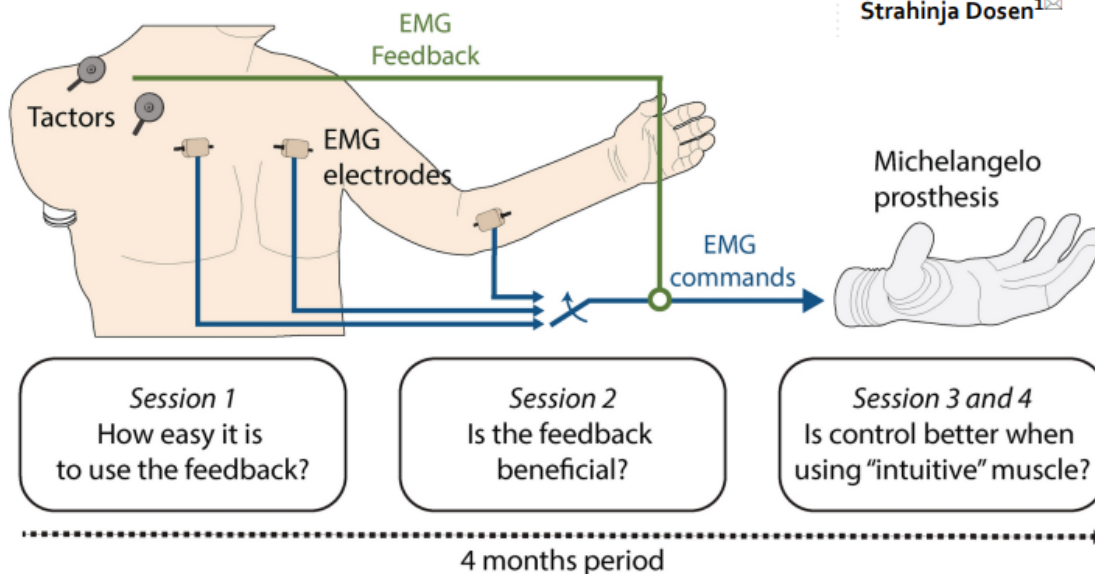 Strahinja Dosen1✉
EMG
Feedback
Tactors
EMG
electrodes
Michelangelo
prosthesis
EMG
commands
Session 1
How easy it is
to use the feedback?
Session 2
Is the feedback
beneficial?
Session 3 and 4
Is control better when
using “intuitive” muscle?
4 months period